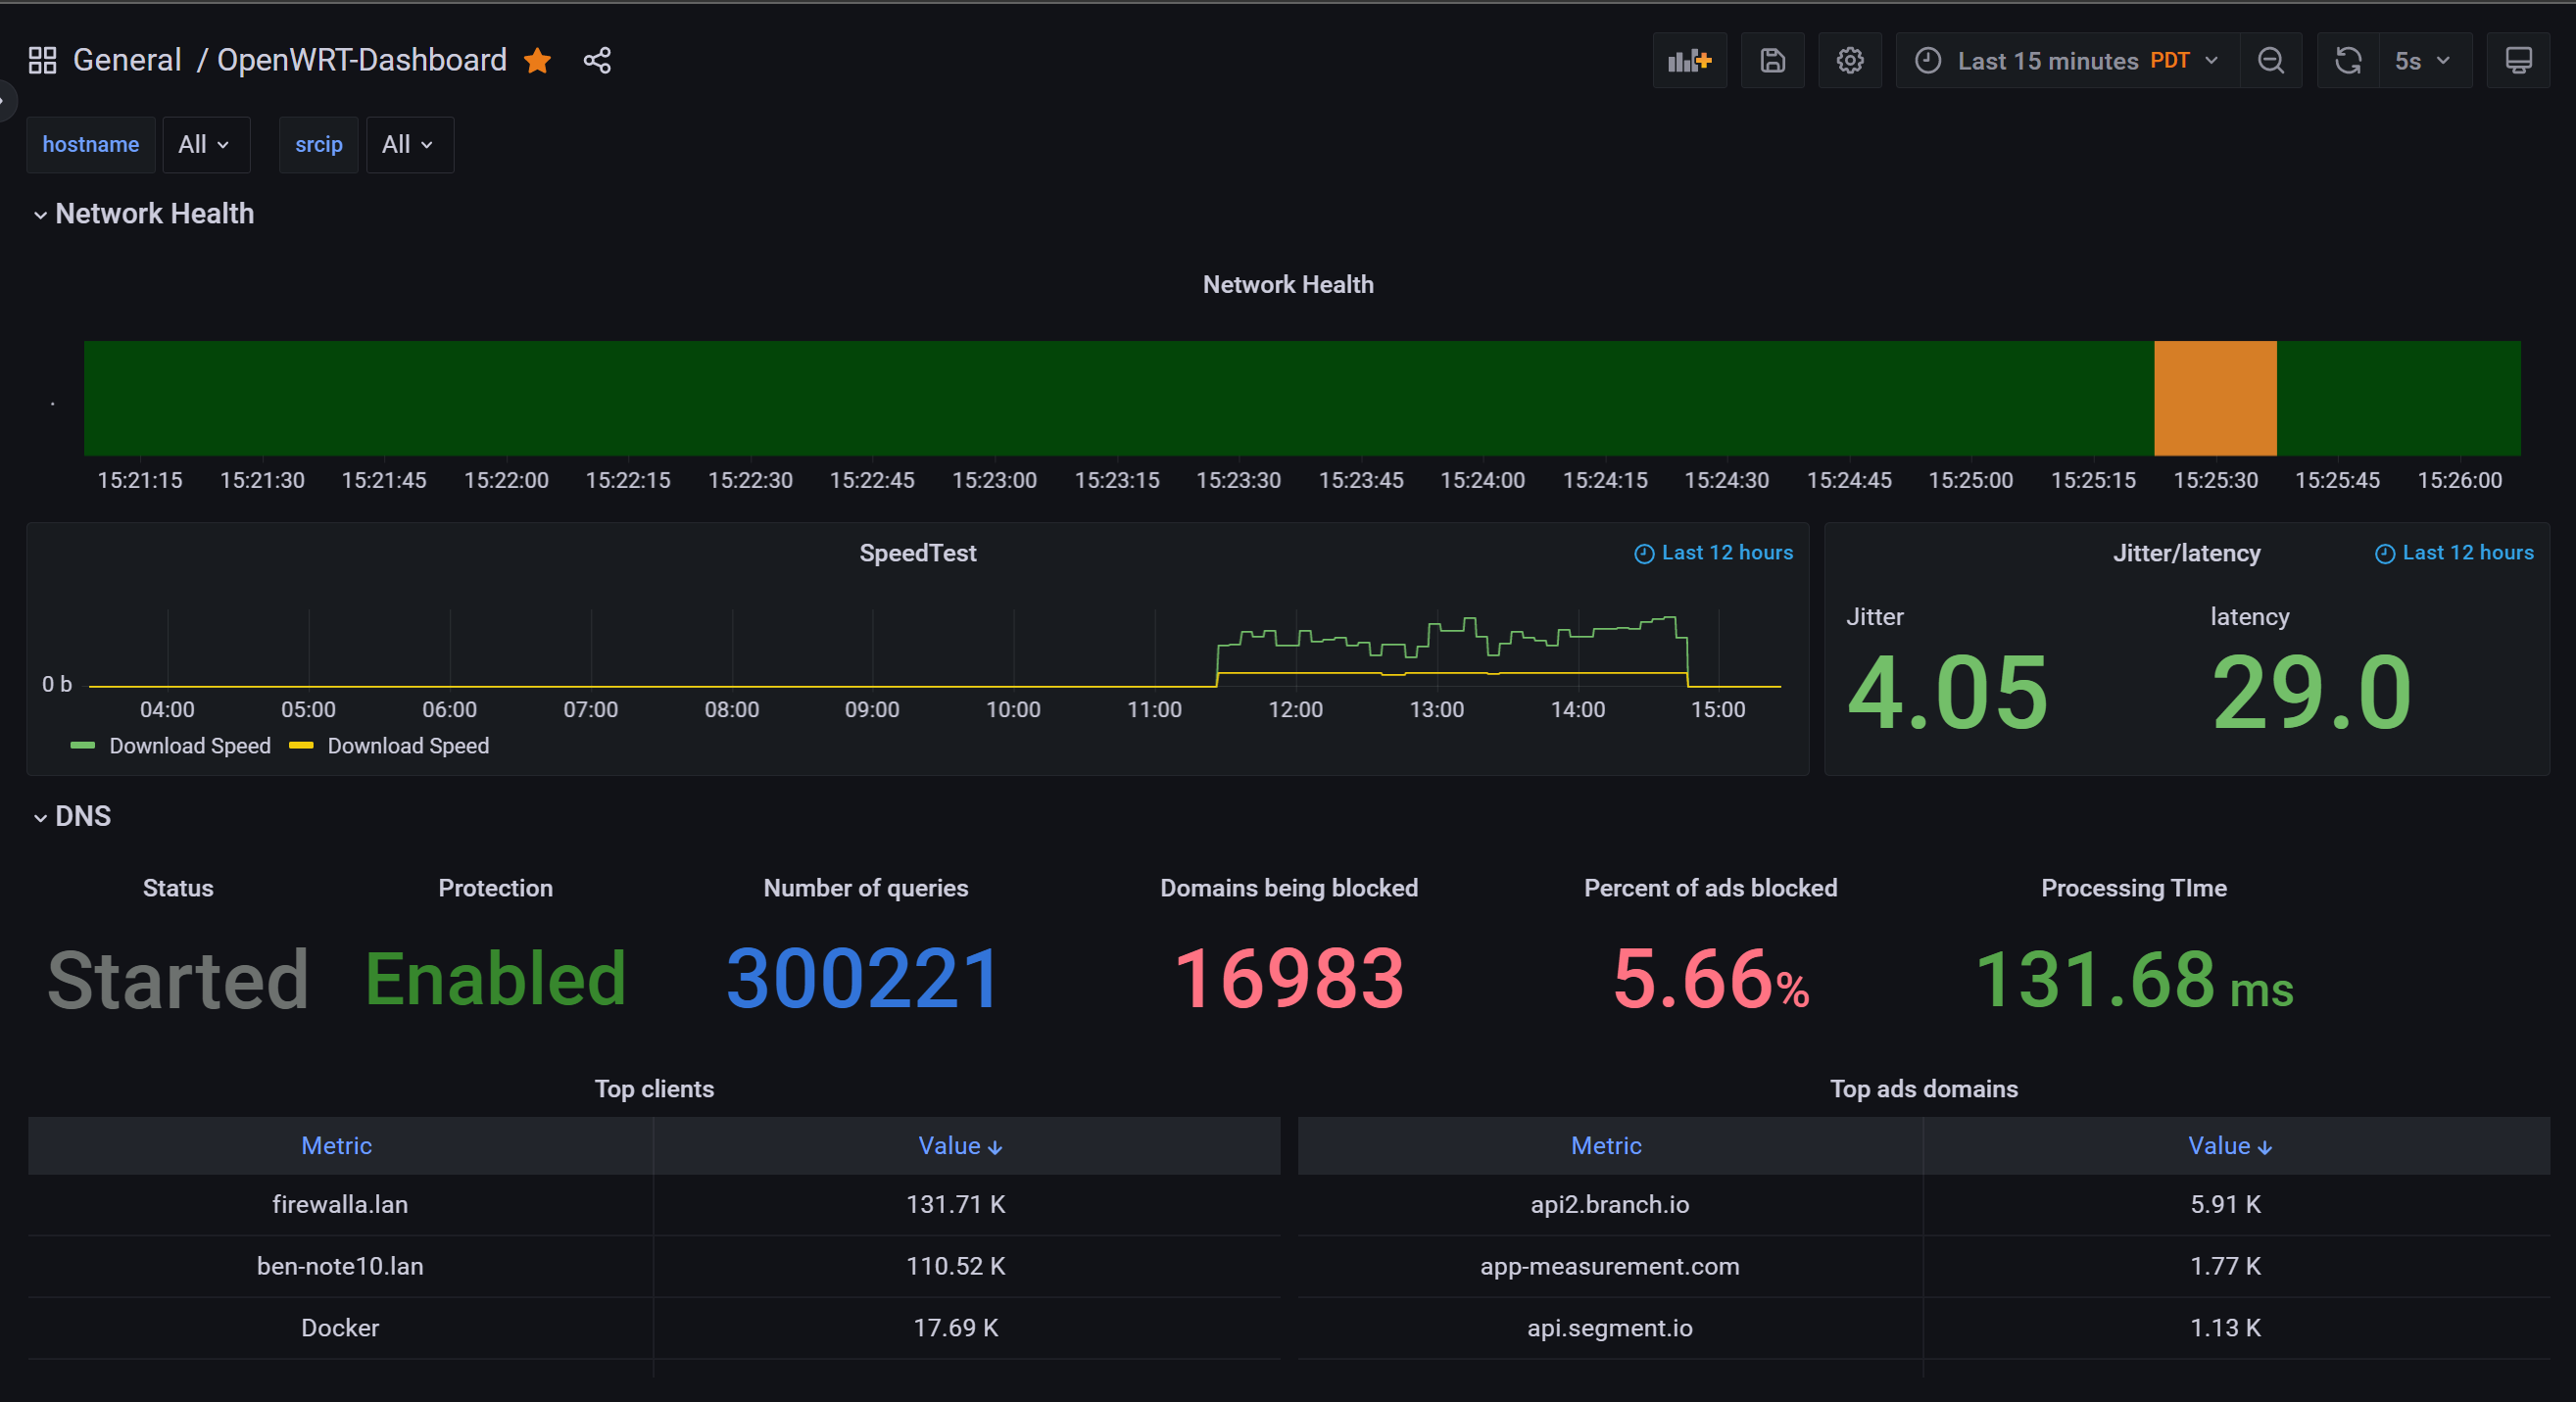 General / OpenWRT-Dashboard
Last 15 minutes PDT
5s
hostname All srcip All
Network Health
Network Health
15:21:15 15:21:30 15:21:45 15:22:00 15:22:15 15:22:30 15:22:45 15:23:00 15:23:15 15:23:30 15:23:45 15:24:00 15:24:15 15:24:30 15:24:45 15:25:00 15:25:15 15:25:30 15:25:45 15:26:00
SpeedTest Last 12 hours
0 b
04:00 05:00 06:00 07:00 08:00 09:00 10:00 11:00 12:00 13:00 14:00 15:00
Download Speed Download Speed
Jitter/latency Last 12 hours
Jitter latency
4.05 29.0
DNS
Status Protection Number of queries Domains being blocked Percent of ads blocked Processing TIme
Started Enabled 300221 16983 5.66% 131.68 ms
Top clients
Metric Value
firewalla.lan 131.71 K
ben-note10.lan 110.52 K
Docker 17.69 K
Top ads domains
Metric Value
api2.branch.io 5.91 K
app-measurement.com 1.77 K
api.segment.io 1.13 K